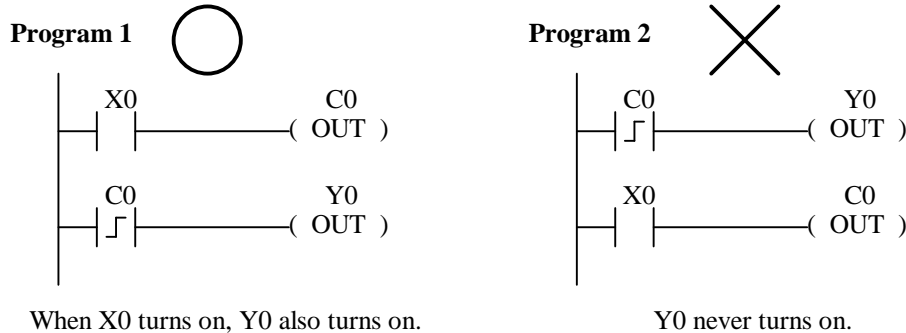 Program 1
X0 C0
( OUT )
C0 Y0
( OUT )
When X0 turns on, Y0 also turns on.
Program 2
C0 Y0
( OUT )
X0 C0
( OUT )
Y0 never turns on.